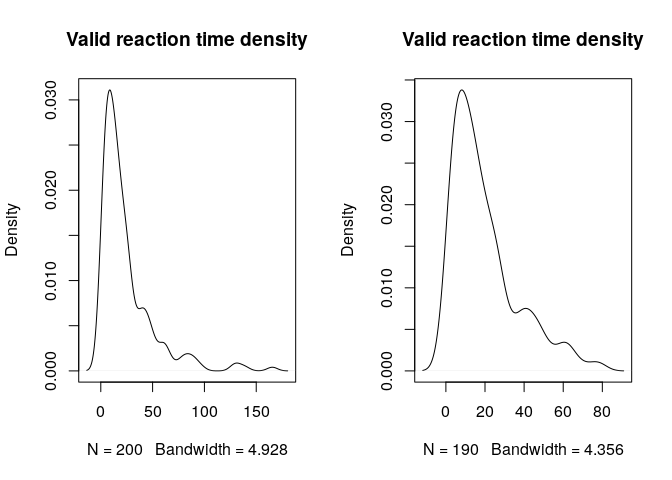 Valid reaction time density
Density
0.000 0.010 0.020 0.030
0 50 100 150
N = 200 Bandwidth = 4.928
Valid reaction time density
Density
0.000 0.010 0.020 0.030
0 20 40 60 80
N = 190 Bandwidth = 4.356